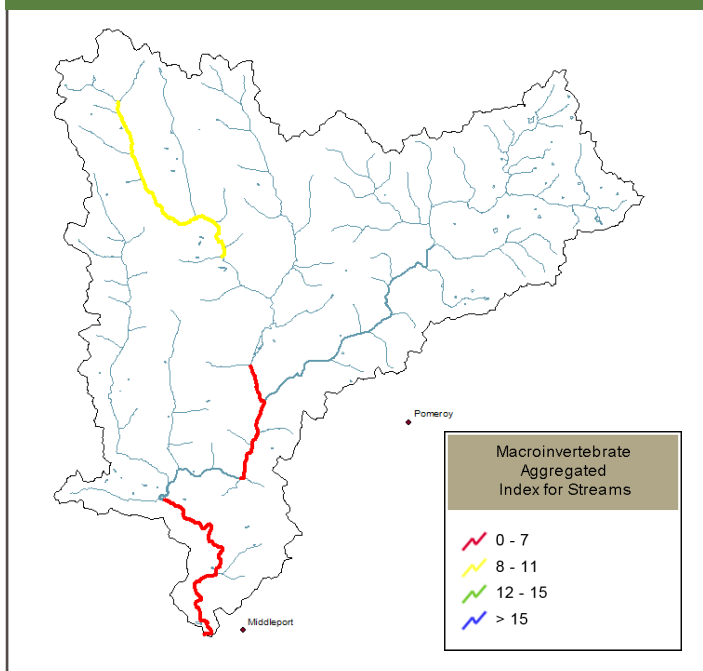 Pomeroy
Macroinvertebrate
Aggregated
Index for Streams
0 - 7
8 - 11
12 - 15
> 15
Middleport